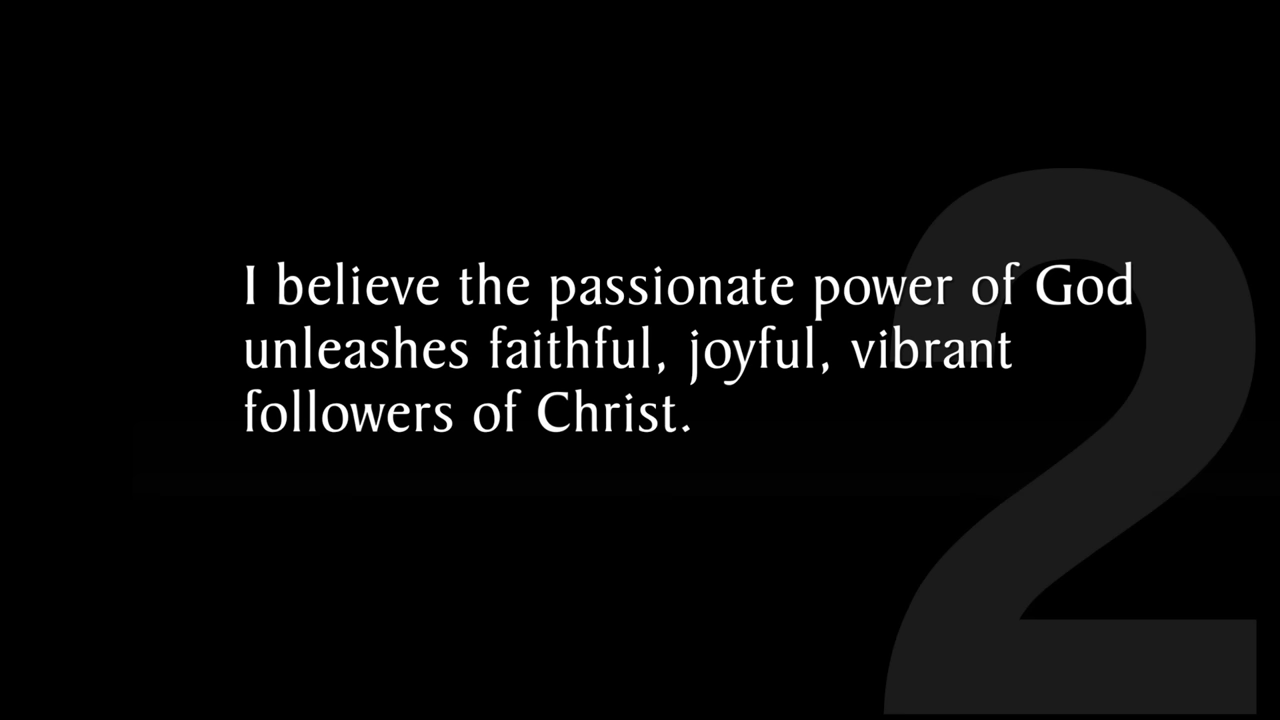 I believe the passionate power of God
unleashes faithful, joyful, vibrant
followers of Christ.
2